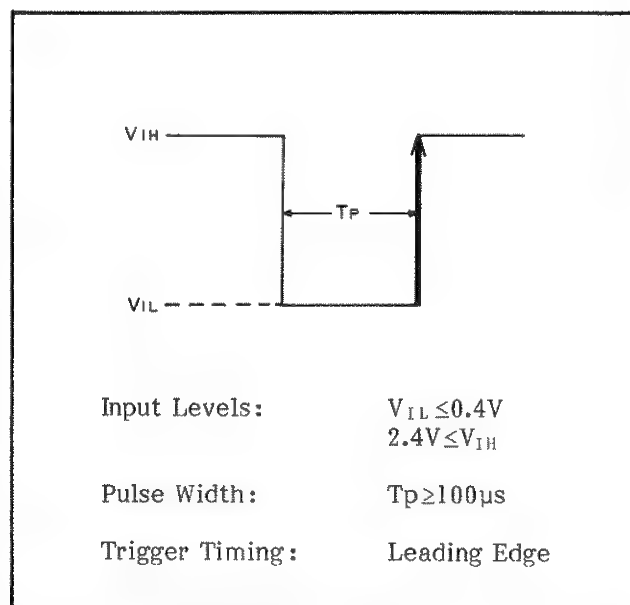 VIH
TP
VIL
Input Levels: VIL≤0.4V
2.4V≤VIH
Pulse Width: Tp≥100μs
Trigger Timing: Leading Edge